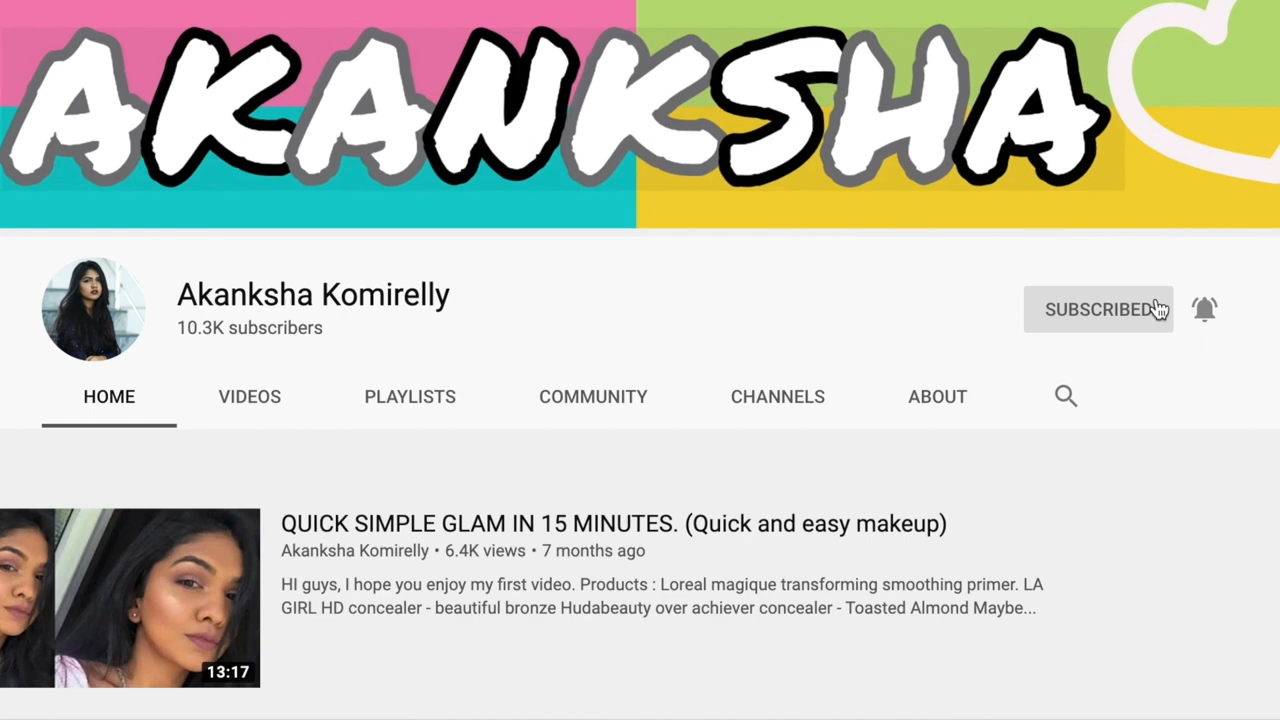 AKANKSHA
Akanksha Komirelly
10.3K subscribers
SUBSCRIBED
HOME VIDEOS PLAYLISTS COMMUNITY CHANNELS ABOUT
QUICK SIMPLE GLAM IN 15 MINUTES. (Quick and easy makeup)
Akanksha Komirelly • 6.4K views • 7 months ago
HI guys, I hope you enjoy my first video. Products : Loreal magique transforming smoothing primer. LA
GIRL HD concealer - beautiful bronze Hudabeauty over achiever concealer - Toasted Almond Maybe...
13:17